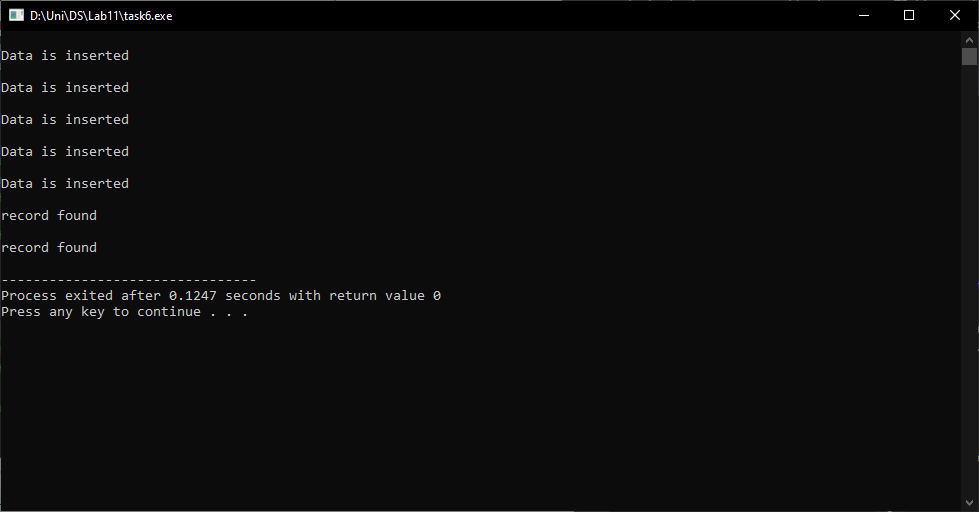 D:\Uni\DS\Lab11\task6.exe
Data is inserted
Data is inserted
Data is inserted
Data is inserted
Data is inserted
record found
record found
--------------------------------
Process exited after 0.1247 seconds with return value 0
Press any key to continue . . .